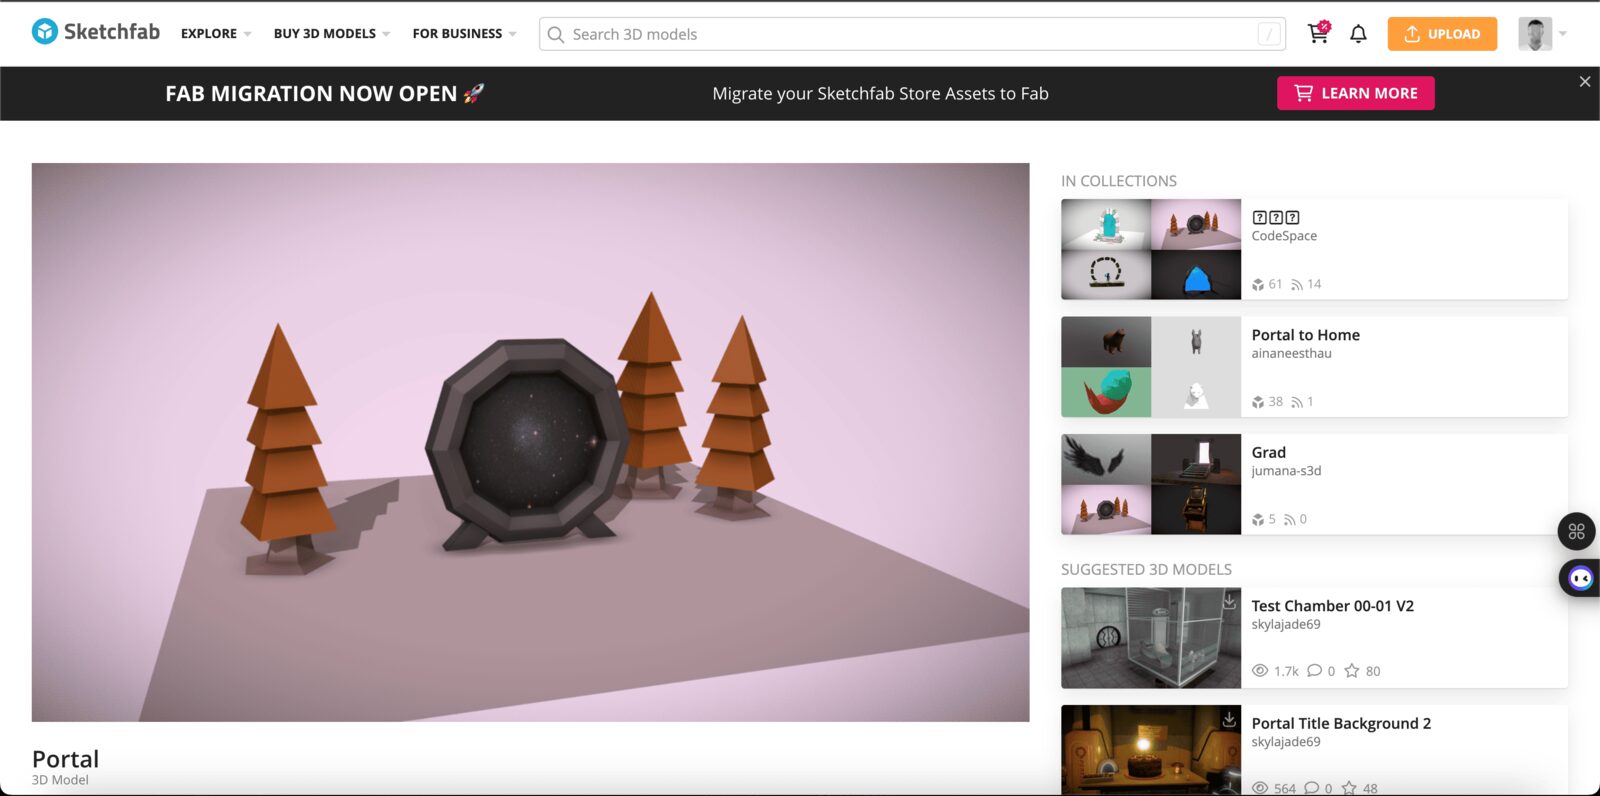 Sketchfab
EXPLORE
BUY 3D MODELS
FOR BUSINESS
Search 3D models
/
%
UPLOAD
FAB MIGRATION NOW OPEN 🚀
Migrate your Sketchfab Store Assets to Fab
LEARN MORE
IN COLLECTIONS
CodeSpace
61
14
Portal to Home
ainaneesthau
38
1
Grad
jumana-s3d
5
0
SUGGESTED 3D MODELS
Test Chamber 00-01 V2
skylajade69
1.7k
0
80
Portal Title Background 2
skylajade69
564
0
48
Portal
3D Model